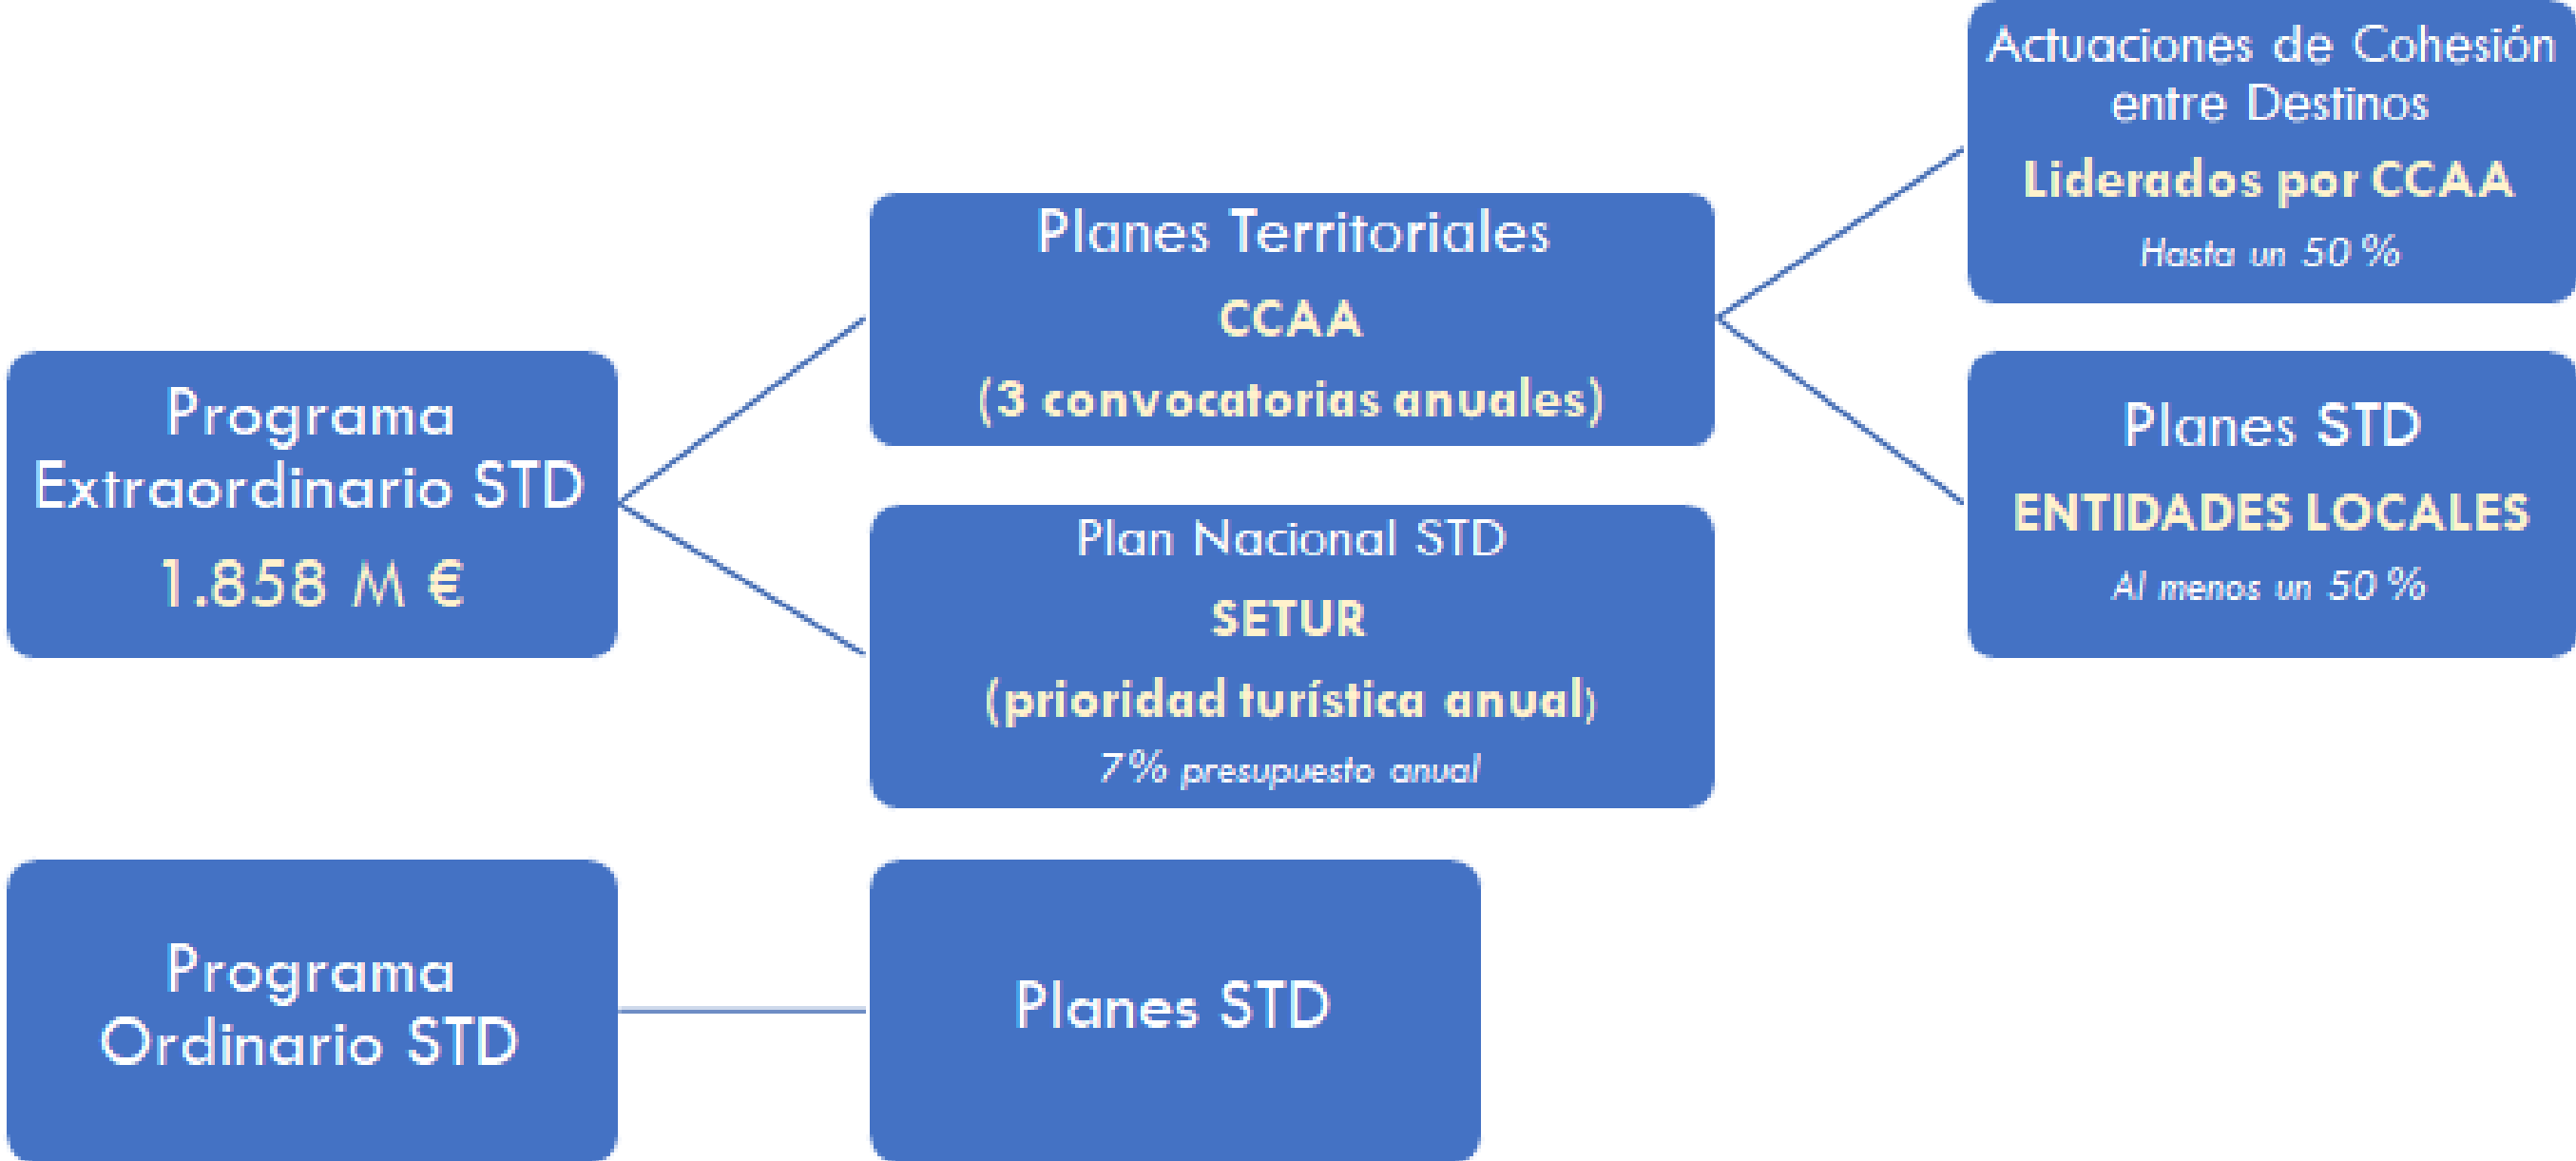 Programa
Extraordinario STD
1.858 M €
Planes Territoriales
CCAA
(3 convocatorias anuales)
Plan Nacional STD
SETUR
(prioridad turística anual)
7% presupuesto anual
Actuaciones de Cohesión
entre Destinos
Liderados por CCAA
Hasta un 50 %
Planes STD
ENTIDADES LOCALES
Al menos un 50 %
Programa
Ordinario STD
Planes STD